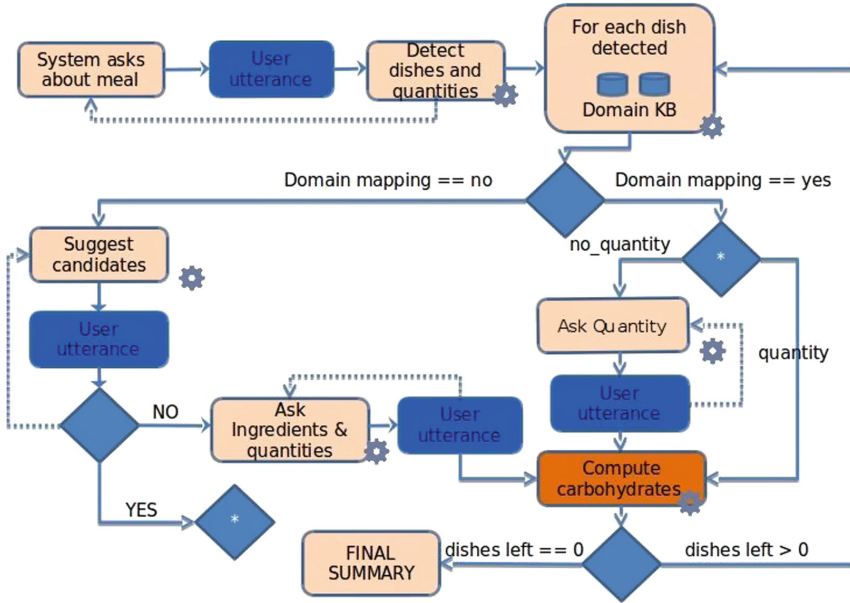 System asks
about meal
User
utterance
Detect
dishes and
quantities
For each dish
detected
Domain KB
Domain mapping == no
Domain mapping == yes
Suggest
candidates
no_quantity
*
Ask Quantity
quantity
User
utterance
User
utterance
NO
Ask
Ingredients &
quantities
User
utterance
Compute
carbohydrates
YES
*
FINAL
SUMMARY
dishes left == 0
dishes left > 0